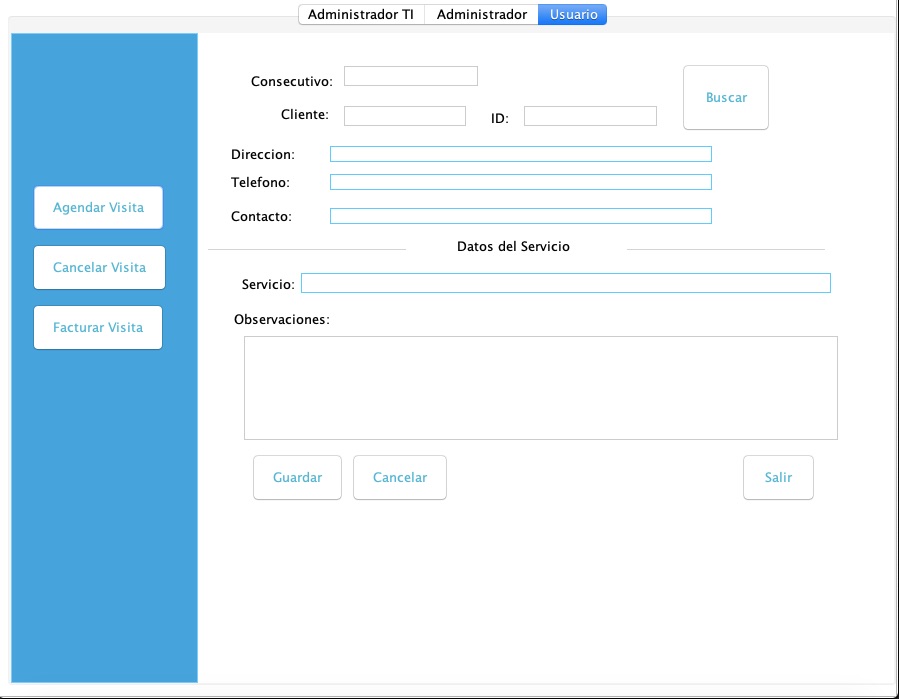 Administrador TI Administrador Usuario
Consecutivo:
Cliente: ID:
Buscar
Direccion:
Telefono:
Contacto:
Datos del Servicio
Servicio:
Observaciones:
Guardar Cancelar Salir
Agendar Visita
Cancelar Visita
Facturar Visita